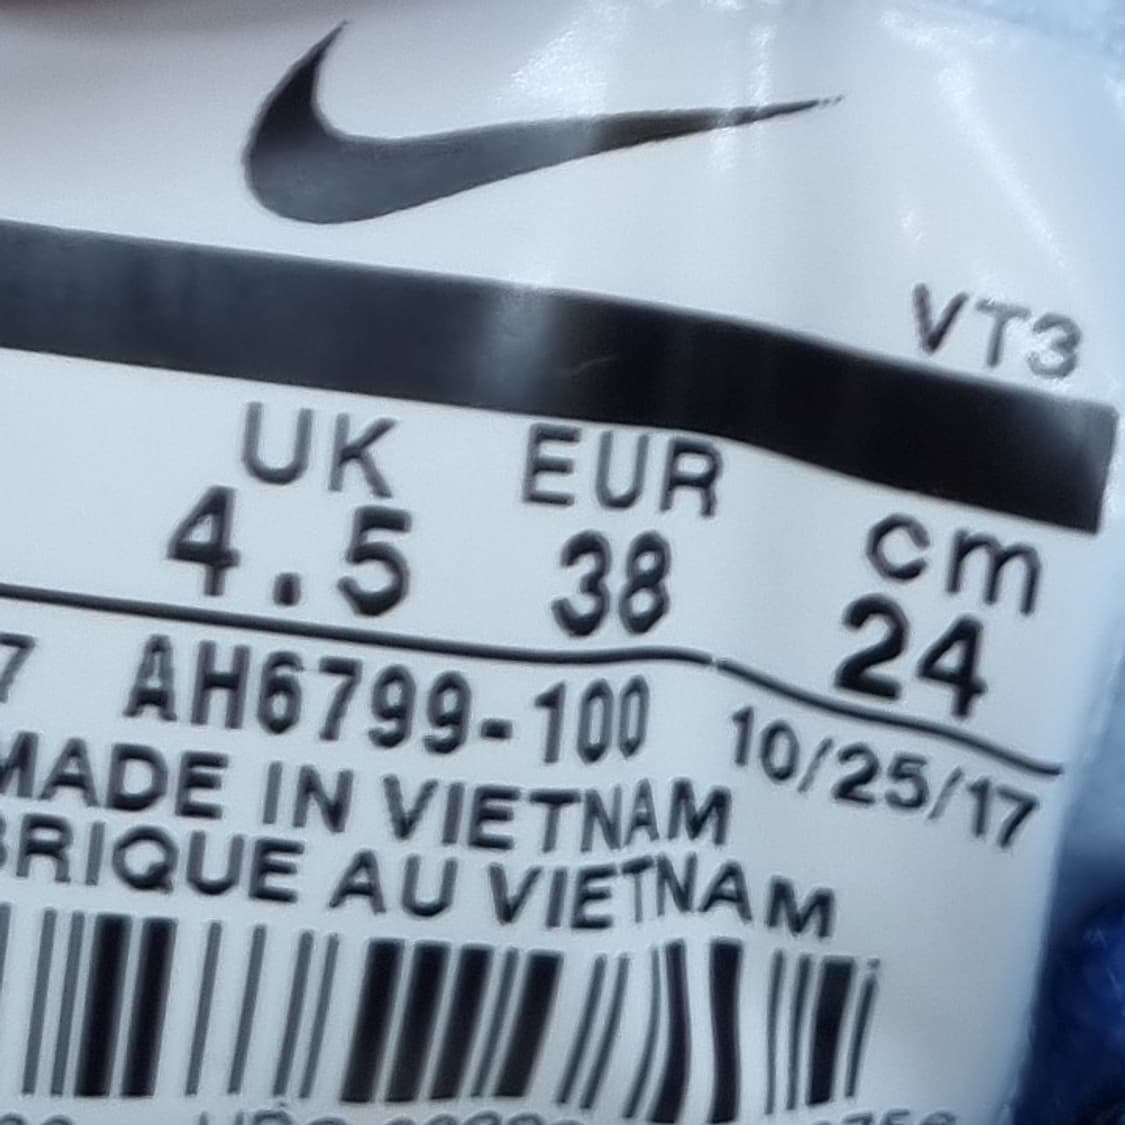 VT3
UK EUR cm
4.5 38 24
7 AH6799-100 10/25/17
MADE IN VIETNAM
BRIQUE AU VIETNAM